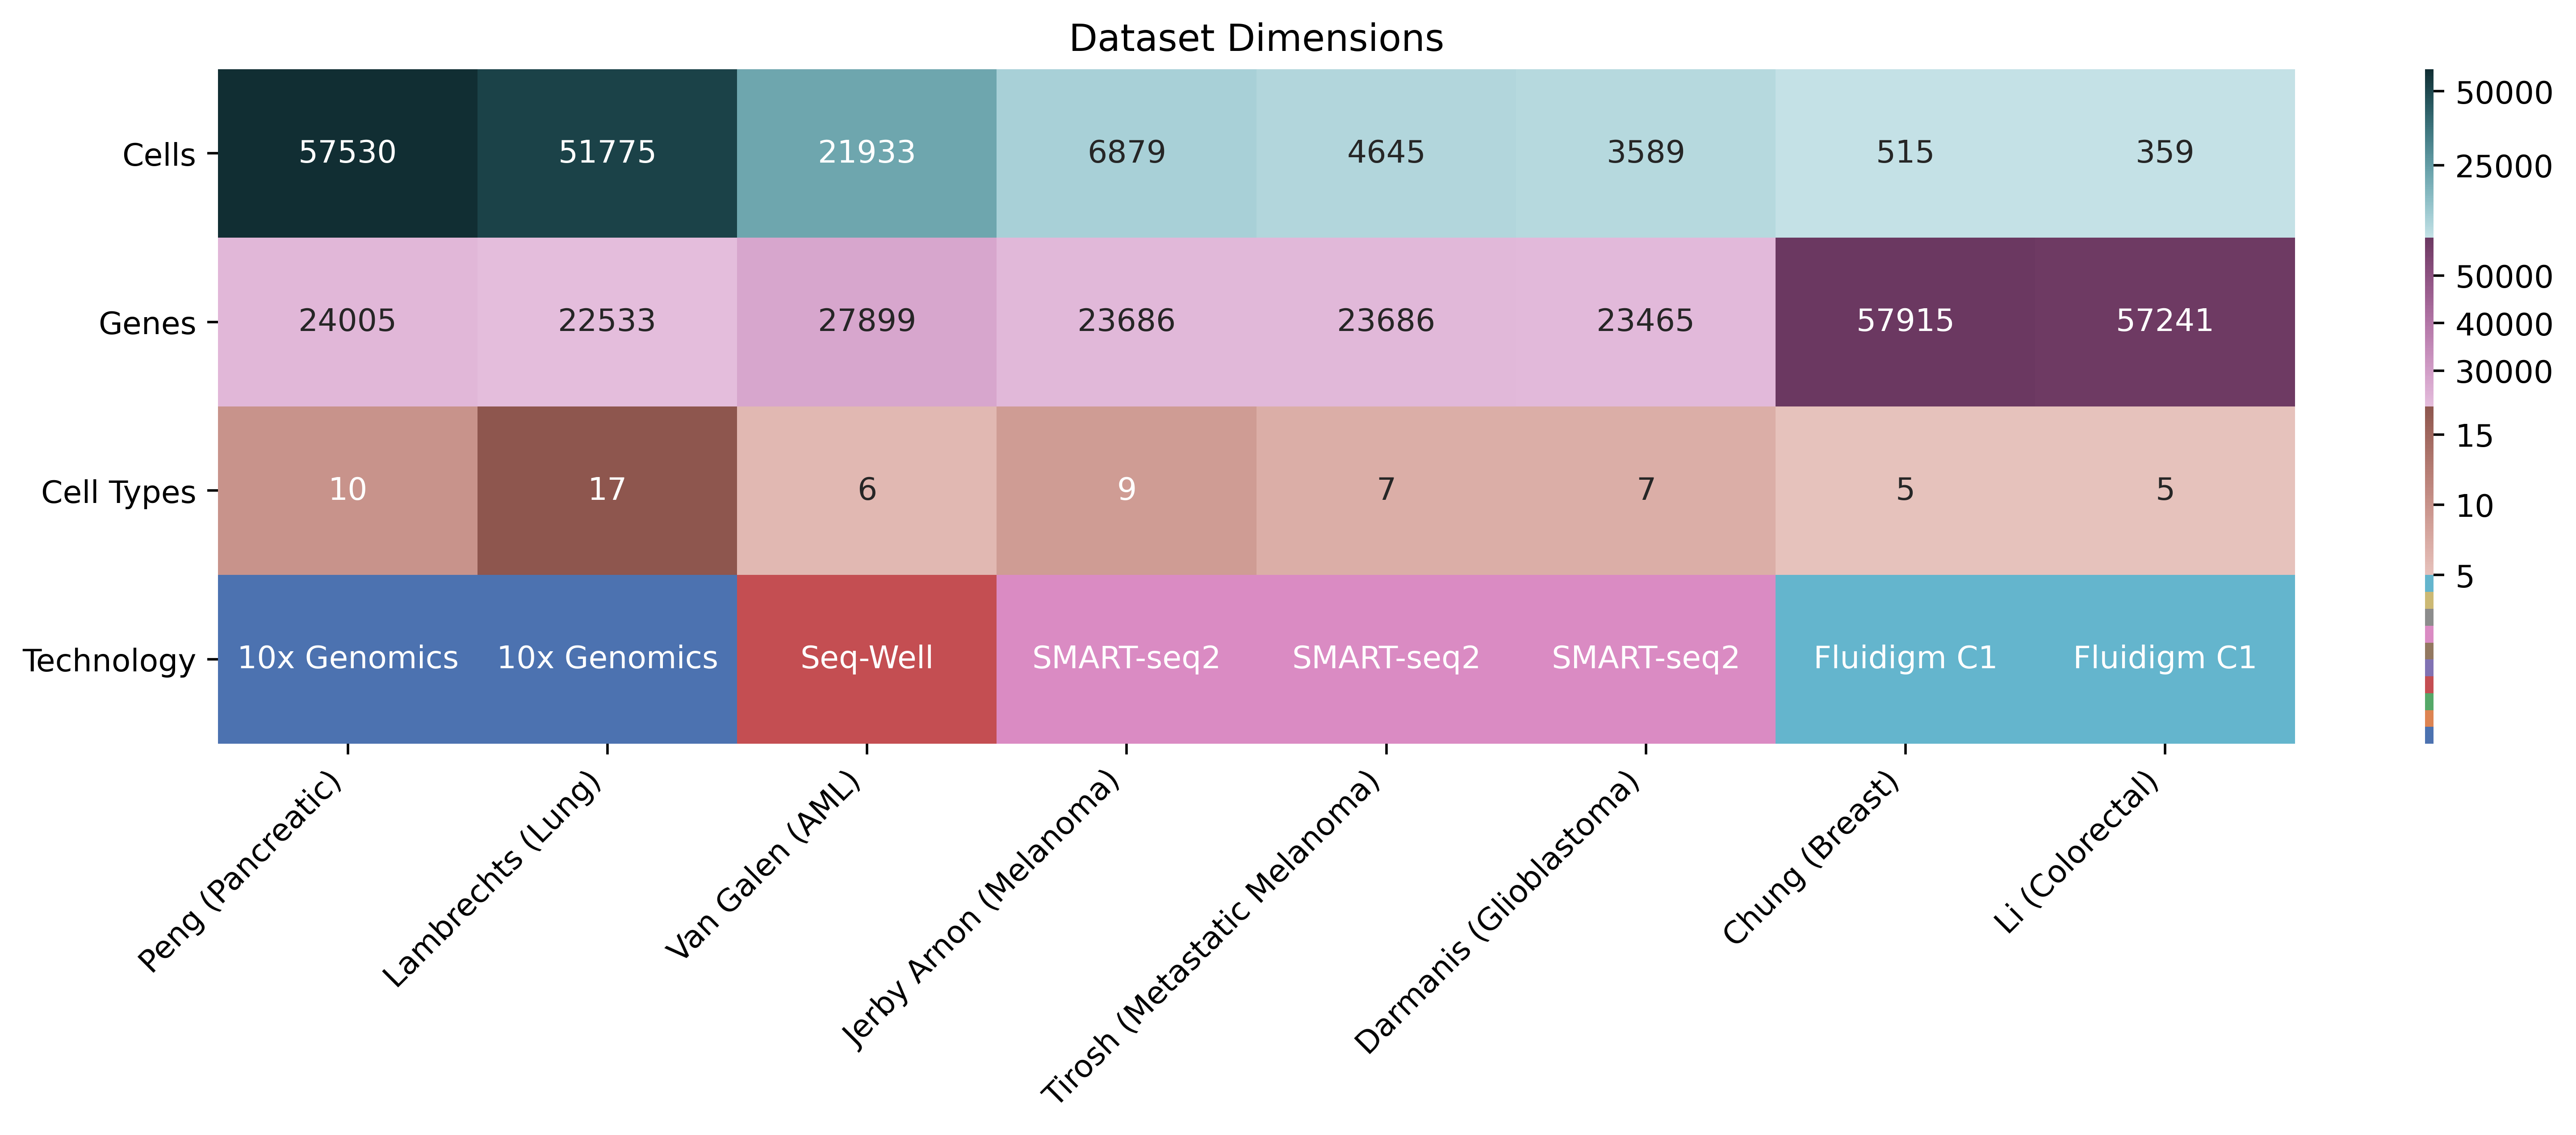 Dataset Dimensions
Cells 57530 51775 21933 6879 4645 3589 515 359
Genes 24005 22533 27899 23686 23686 23465 57915 57241
Cell Types 10 17 6 9 7 7 5 5
Technology 10x Genomics 10x Genomics Seq-Well SMART-seq2 SMART-seq2 SMART-seq2 Fluidigm C1 Fluidigm C1
Peng (Pancreatic)
Lambrechts (Lung)
Van Galen (AML)
Jerby Arnon (Melanoma)
Tirosh (Metastatic Melanoma)
Darmanis (Glioblastoma)
Chung (Breast)
Li (Colorectal)
50000
25000
50000
40000
30000
15
10
5